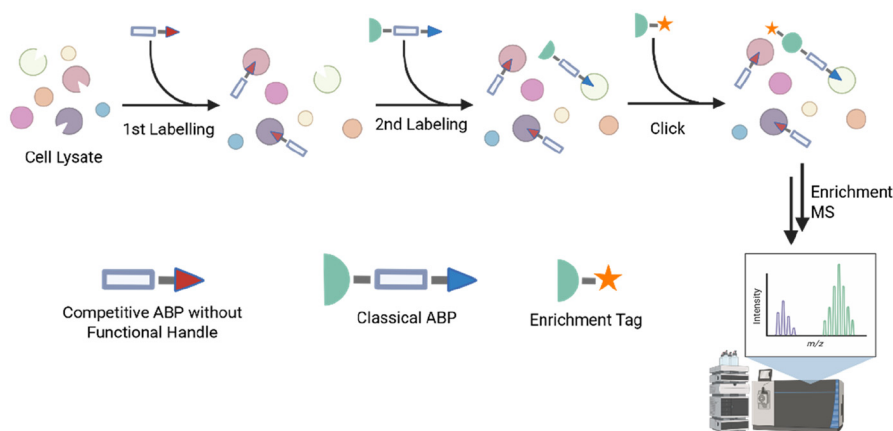 1st Labelling
2nd Labeling
Click
Cell Lysate
Enrichment
MS
Competitive ABP without
Functional Handle
Classical ABP
Enrichment Tag
Intensity
m/z